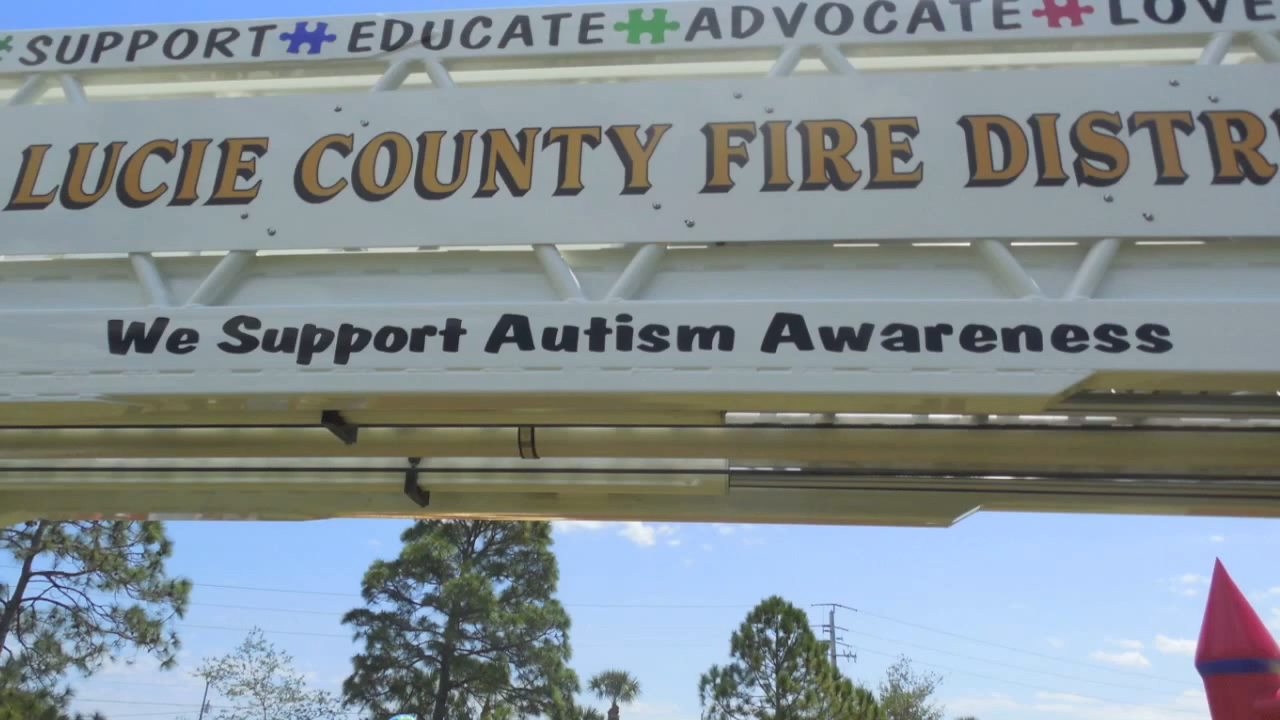 SUPPORT EDUCATE ADVOCATE LOVE
LUCIE COUNTY FIRE DISTR
We Support Autism Awareness